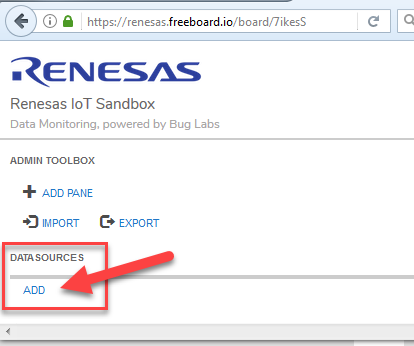 https://renesas.freeboard.io/board/7ikesS
RENESAS
Renesas IoT Sandbox
Data Monitoring, powered by Bug Labs
ADMIN TOOLBOX
ADD PANE
IMPORT EXPORT
DATASOURCES
ADD